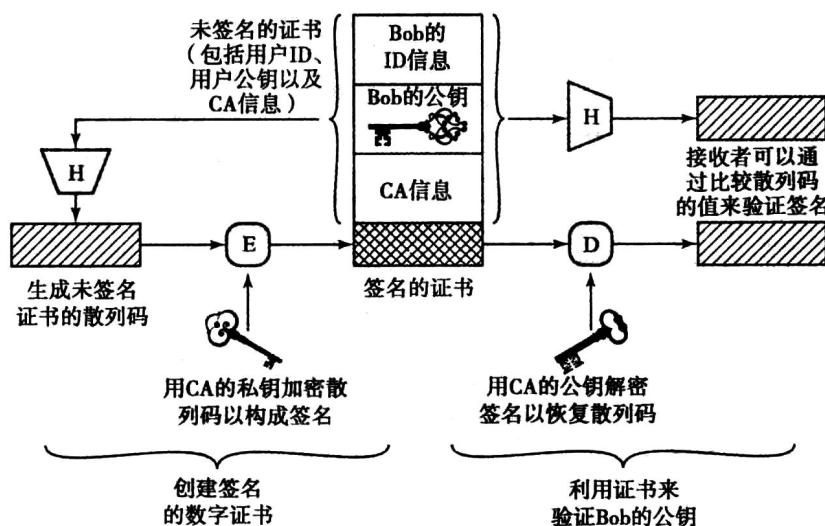 未签名的证书
（包括用户ID、
用户公钥以及
CA信息）
Bob的
ID信息
Bob的公钥
CA信息
H
H
接收者可以通
过比较散列码
的值来验证签名
E
D
生成未签名
证书的散列码
签名的证书
用CA的私钥加密散
列码以构成签名
用CA的公钥解密
签名以恢复散列码
创建签名
的数字证书
利用证书来
验证Bob的公钥